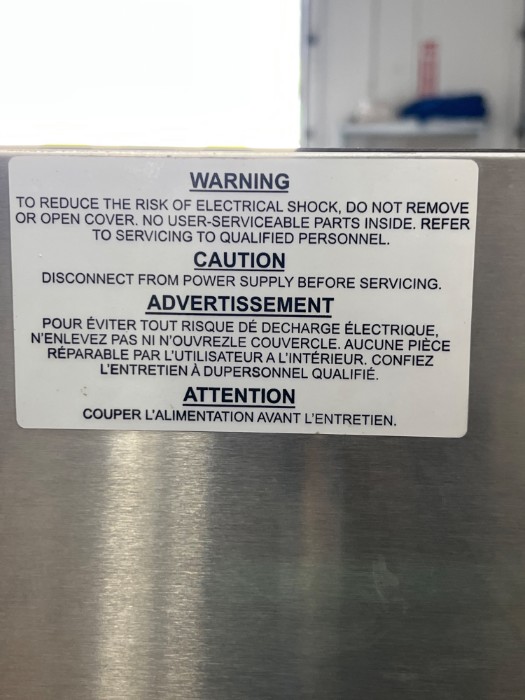 WARNING
TO REDUCE THE RISK OF ELECTRICAL SHOCK, DO NOT REMOVE
OR OPEN COVER. NO USER-SERVICEABLE PARTS INSIDE. REFER
TO SERVICING TO QUALIFIED PERSONNEL.
CAUTION
DISCONNECT FROM POWER SUPPLY BEFORE SERVICING.
ADVERTISSEMENT
POUR ÉVITER TOUT RISQUE DÉ DECHARGE ÉLECTRIQUE,
N'ENLEVEZ PAS NI N'OUVREZLE COUVERCLE. AUCUNE PIÈCE
RÉPARABLE PAR L'UTILISATEUR A L'INTÉRIEUR. CONFIEZ
L'ENTRETIEN À DUPERSONNEL QUALIFIÉ.
ATTENTION
COUPER L'ALIMENTATION AVANT L'ENTRETIEN.